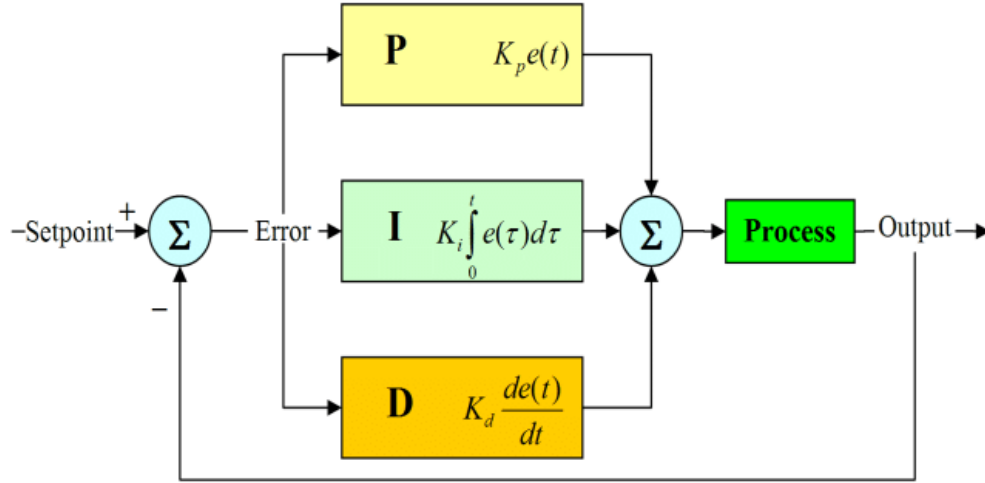 P K_p e(t)
–Setpoint + Σ Error I K_i ∫_0^t e(τ)dτ Σ Process Output
−
D K_d de(t)/dt